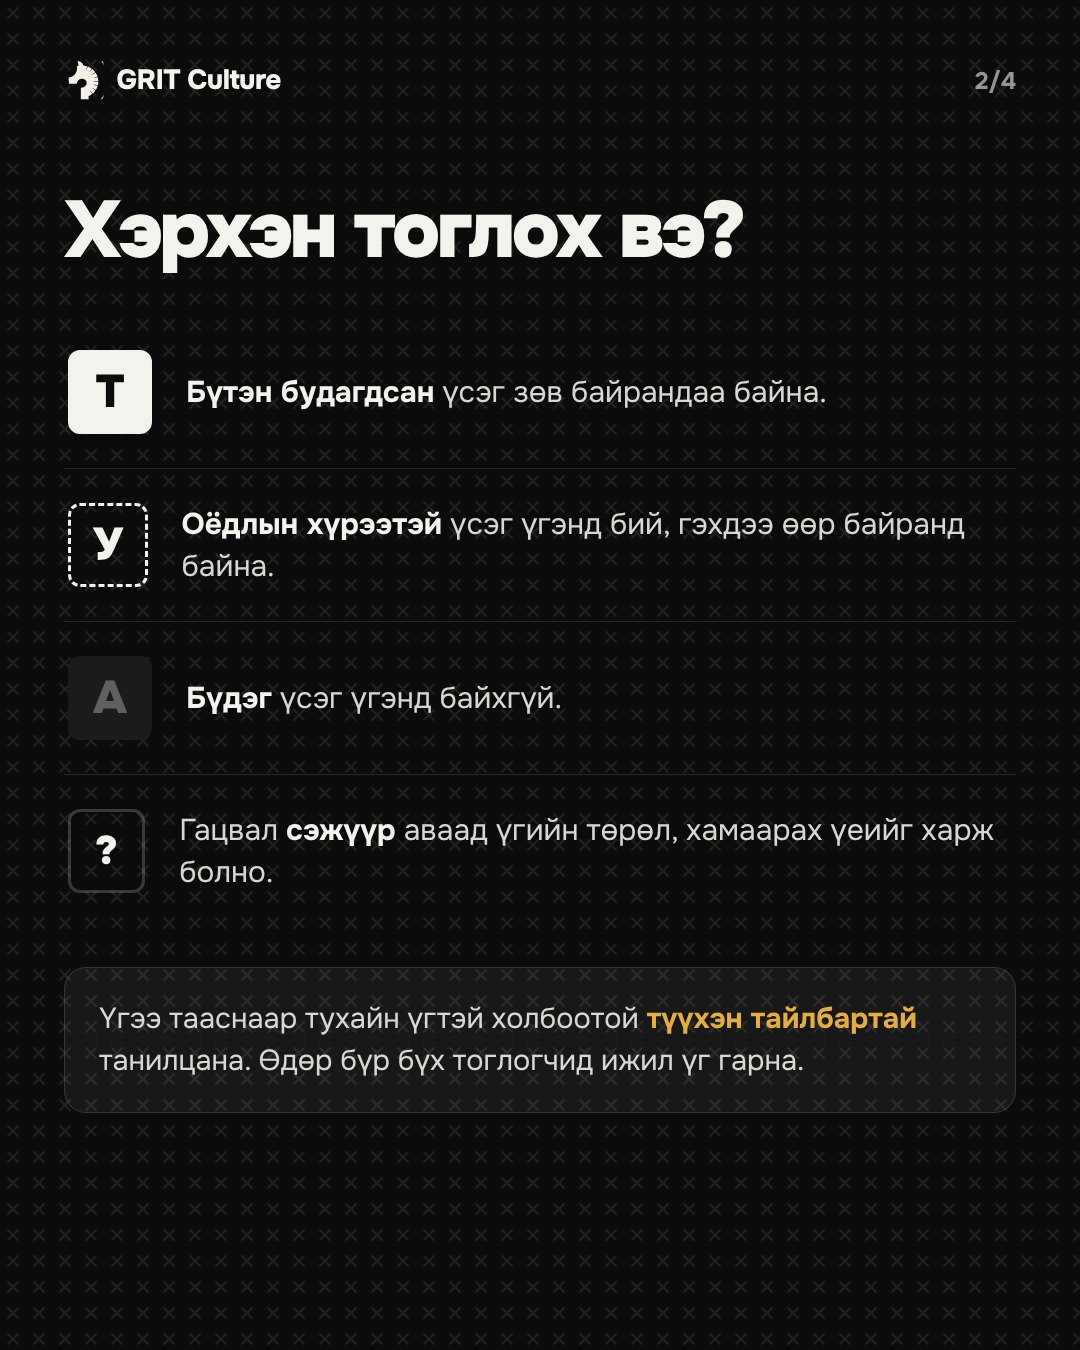 GRIT Culture
2/4
Хэрхэн тоглох вэ?
Т
Бүтэн будагдсан үсэг зөв байрандаа байна.
У
Оёдлын хүрээтэй үсэг үгэнд бий, гэхдээ өөр байранд
байна.
А
Бүдэг үсэг үгэнд байхгүй.
?
Гацвал сэжүүр аваад үгийн төрөл, хамаарах үеийг харж
болно.
Үгээ тааснаар тухайн үгтэй холбоотой түүхэн тайлбартай
танилцана. Өдөр бүр бүх тоглогчид ижил үг гарна.